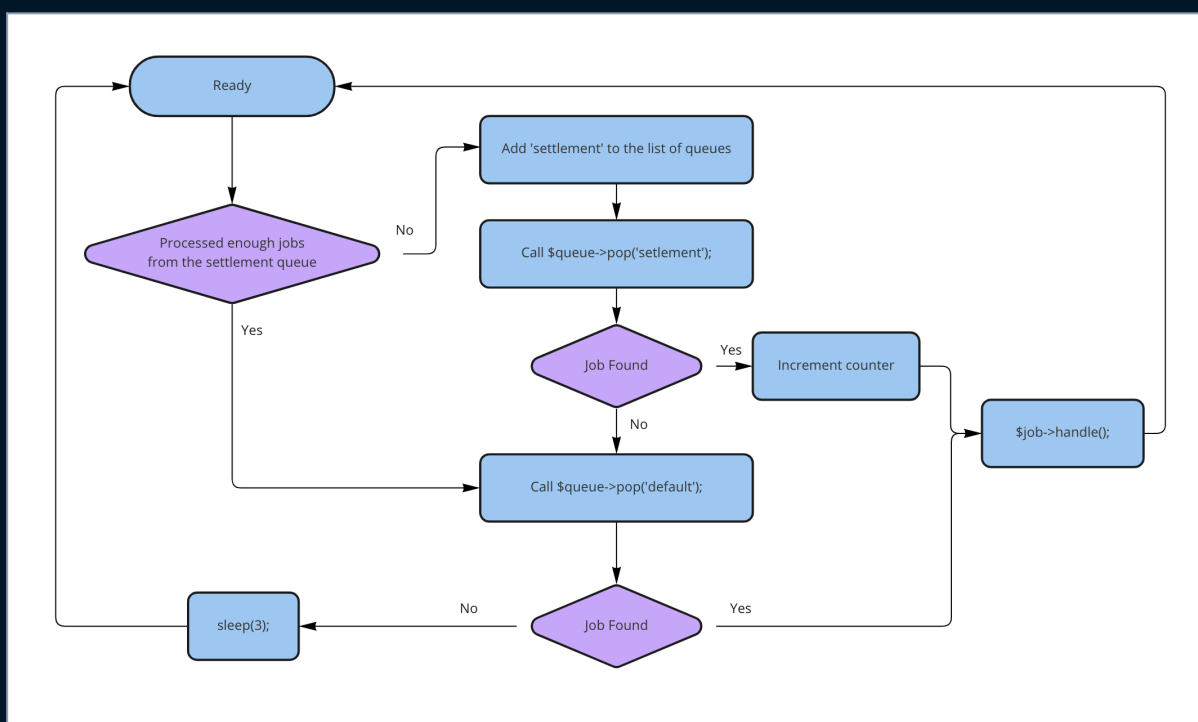 Ready
Add 'settlement' to the list of queues
No
Processed enough jobs
from the settlement queue
Call $queue->pop('setlement');
Yes
Job Found
Yes
Increment counter
No
$job->handle();
Call $queue->pop('default');
No
Yes
sleep(3);
Job Found